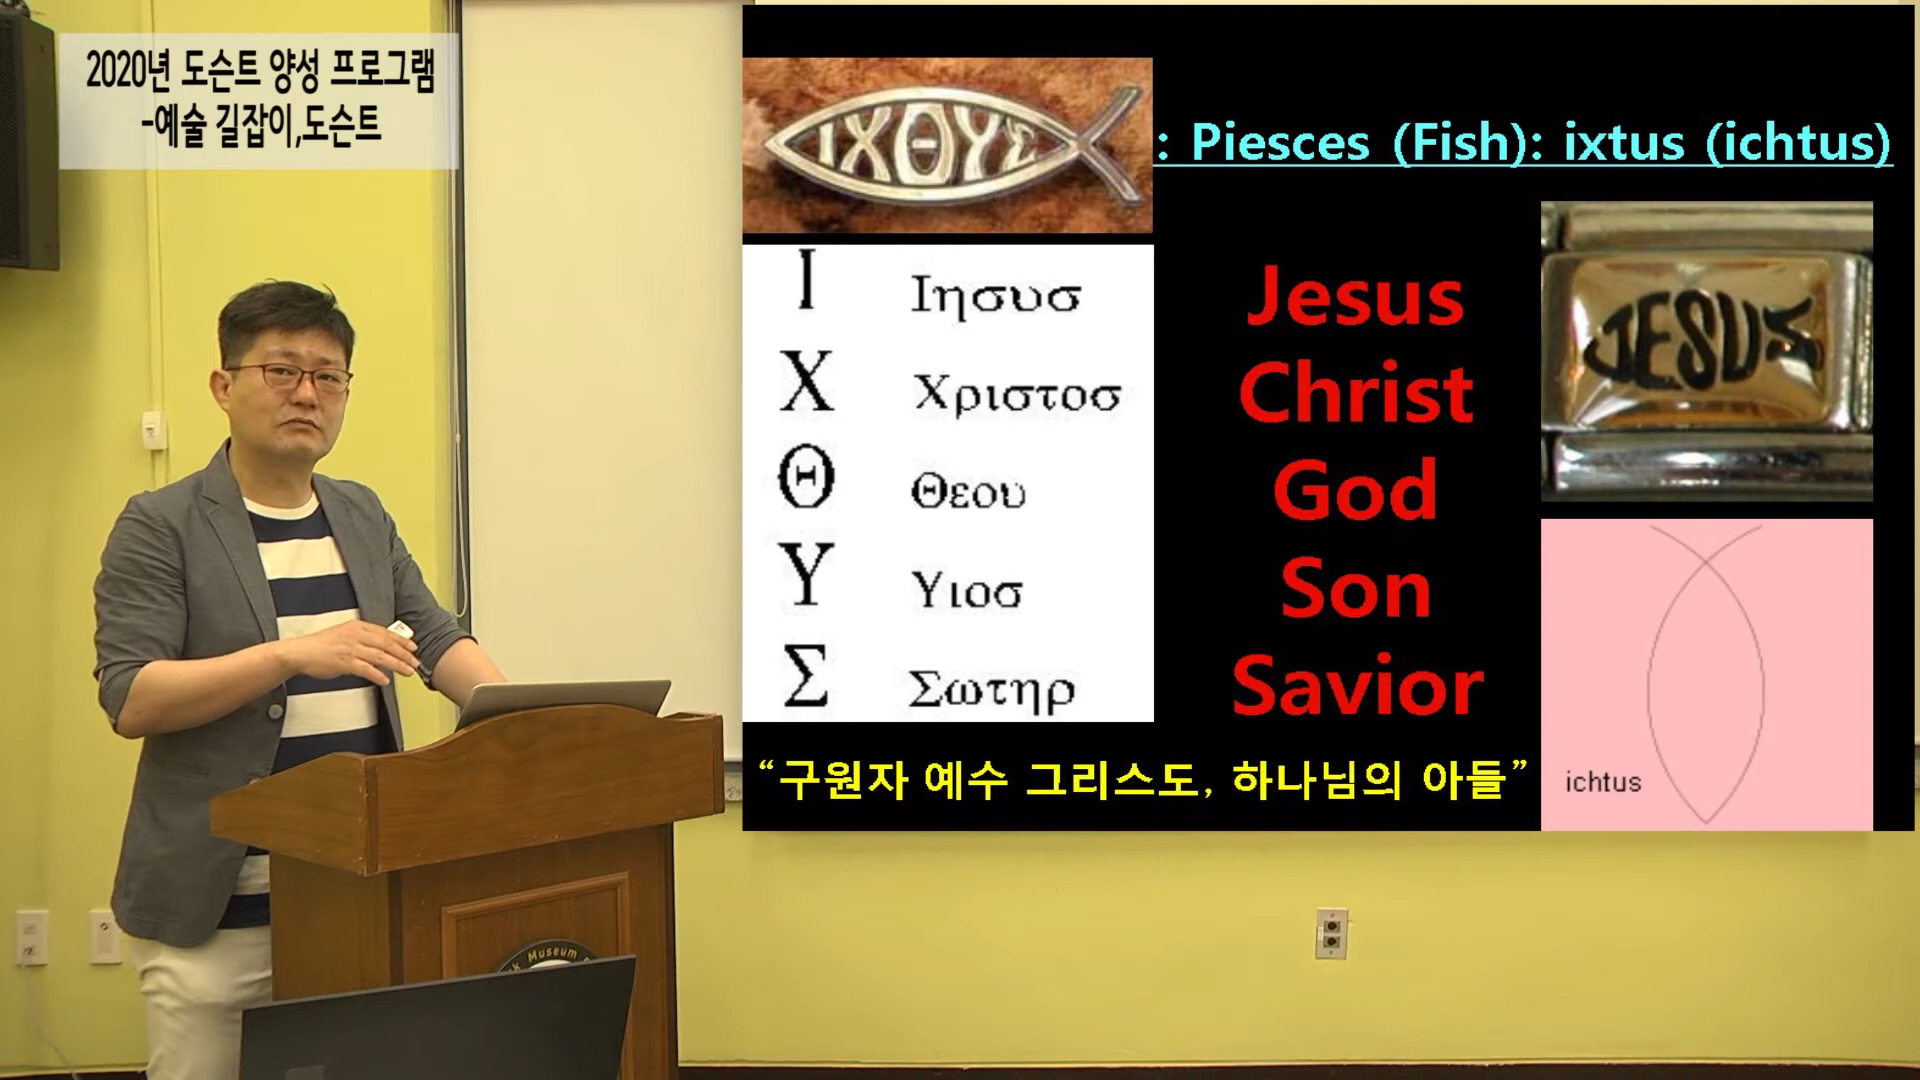 2020년 도슨트 양성 프로그램
-예술 길잡이,도슨트
ΙΧΘΥΣ
: Piesces (Fish): ixtus (ichtus)
Ι Ιησυσ Jesus
Χ Χριστοσ Christ
Θ Θεου God
Υ Υιοσ Son
Σ Σωτηρ Savior
JESUS
ichtus
“구원자 예수 그리스도, 하나님의 아들”
Museum